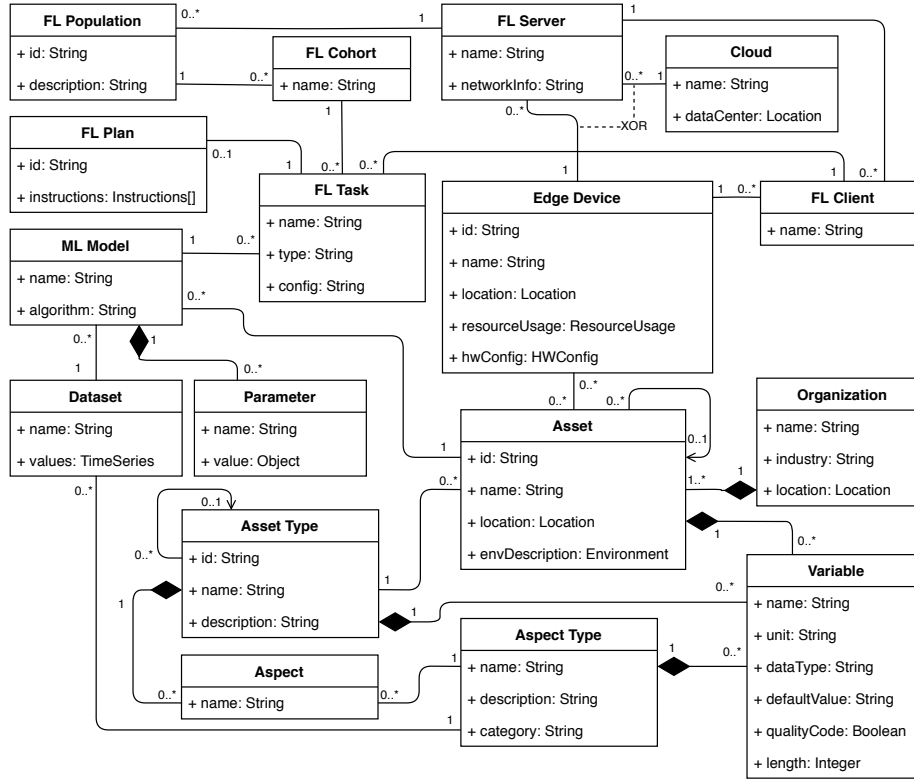 FL Population
+ id: String
+ description: String
0..*
1
FL Server
+ name: String
+ networkInfo: String
1
0..*
1
Cloud
+ name: String
+ dataCenter: Location
XOR
FL Cohort
+ name: String
1
0..*
1
0..*
0..*
FL Plan
+ id: String
+ instructions: Instructions[]
0..1
1
0..*
FL Task
+ name: String
+ type: String
+ config: String
1
Edge Device
+ id: String
+ name: String
+ location: Location
+ resourceUsage: ResourceUsage
+ hwConfig: HWConfig
1
0..*
1
0..*
FL Client
+ name: String
ML Model
+ name: String
+ algorithm: String
1
0..*
0..*
0..*
1
1
0..*
Dataset
+ name: String
+ values: TimeSeries
0..*
Parameter
+ name: String
+ value: Object
0..*
0..*
0..*
0..1
Asset
+ id: String
+ name: String
+ location: Location
+ envDescription: Environment
1
0..*
1..*
1
Organization
+ name: String
+ industry: String
+ location: Location
1
0..*
0..1
0..*
Asset Type
+ id: String
+ name: String
+ description: String
1
1
1
0..*
Variable
+ name: String
+ unit: String
+ dataType: String
+ defaultValue: String
+ qualityCode: Boolean
+ length: Integer
Aspect
+ name: String
0..*
0..*
1
Aspect Type
+ name: String
+ description: String
+ category: String
1
1
0..*